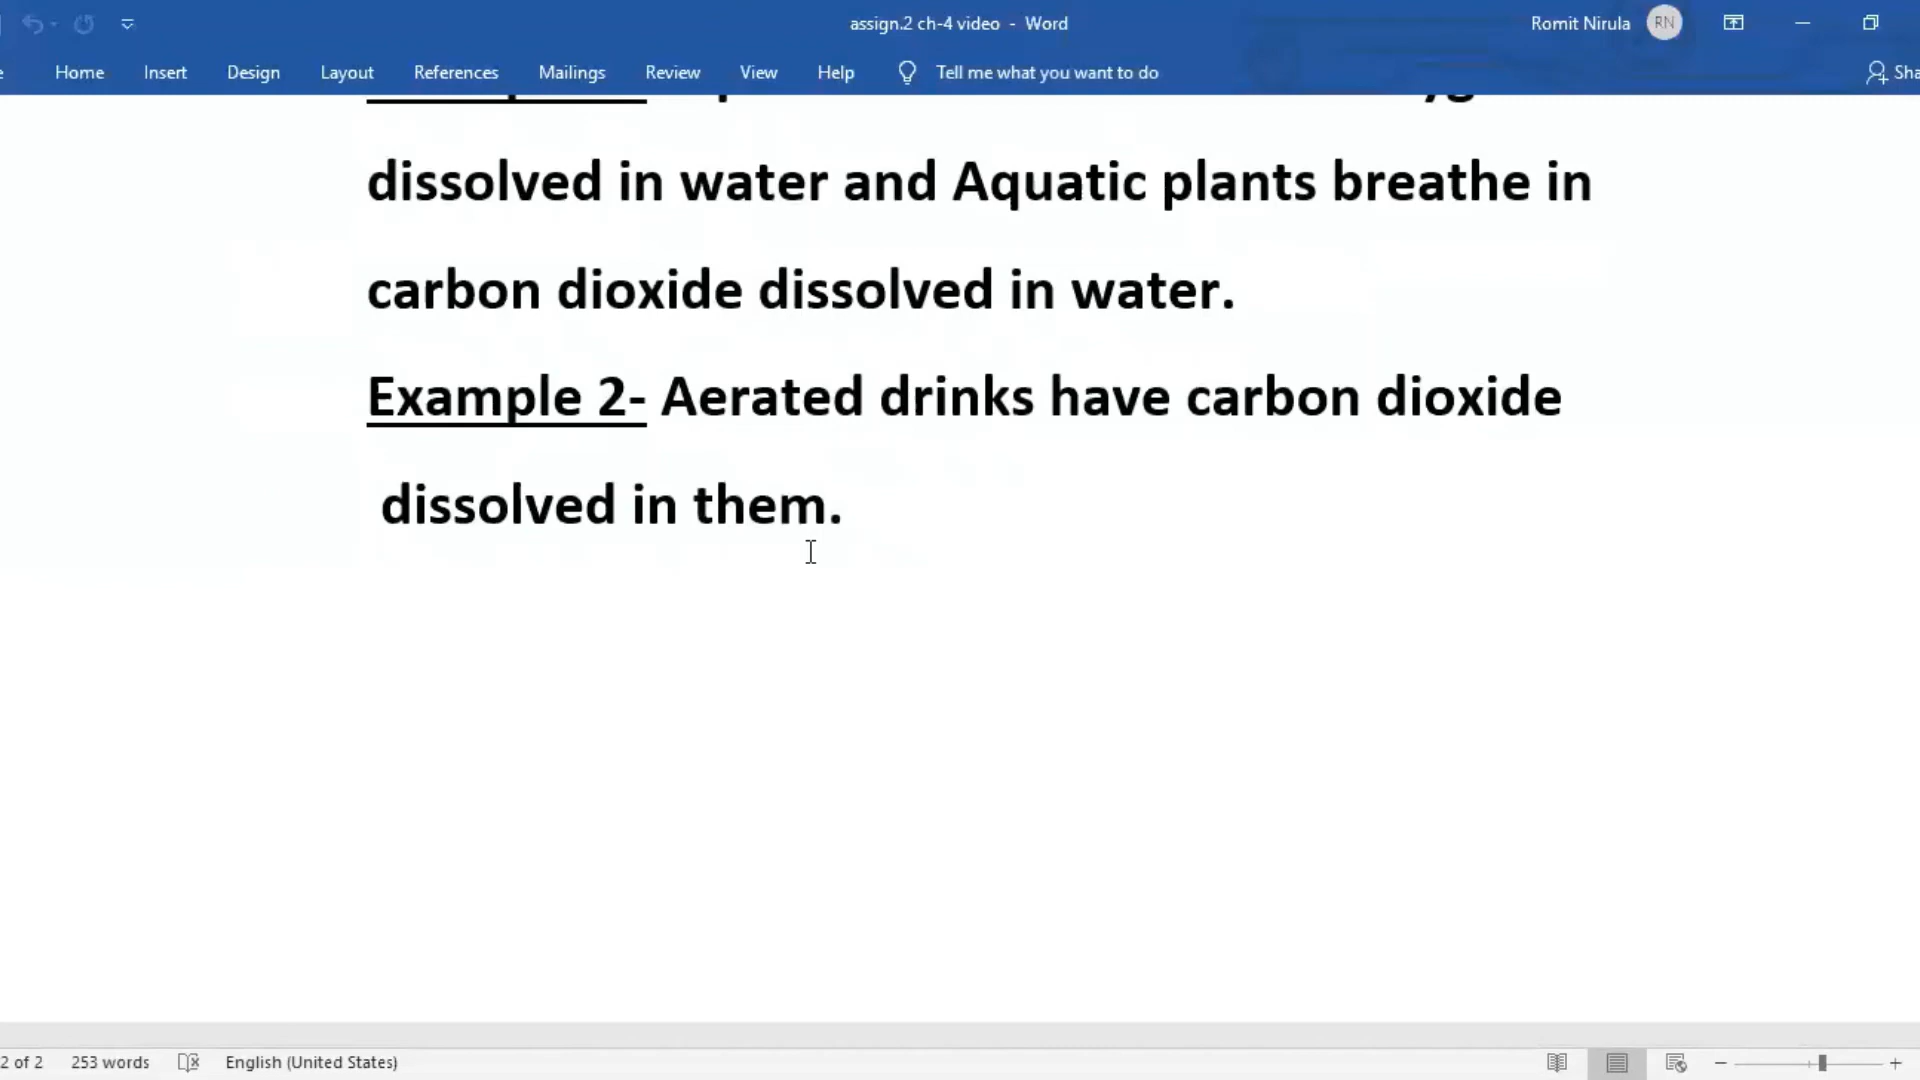 assign.2 ch-4 video - Word
Romit Nirula RN
Home Insert Design Layout References Mailings Review View Help Tell me what you want to do
dissolved in water and Aquatic plants breathe in
carbon dioxide dissolved in water.
Example 2- Aerated drinks have carbon dioxide
dissolved in them.
2 of 2 253 words English (United States)